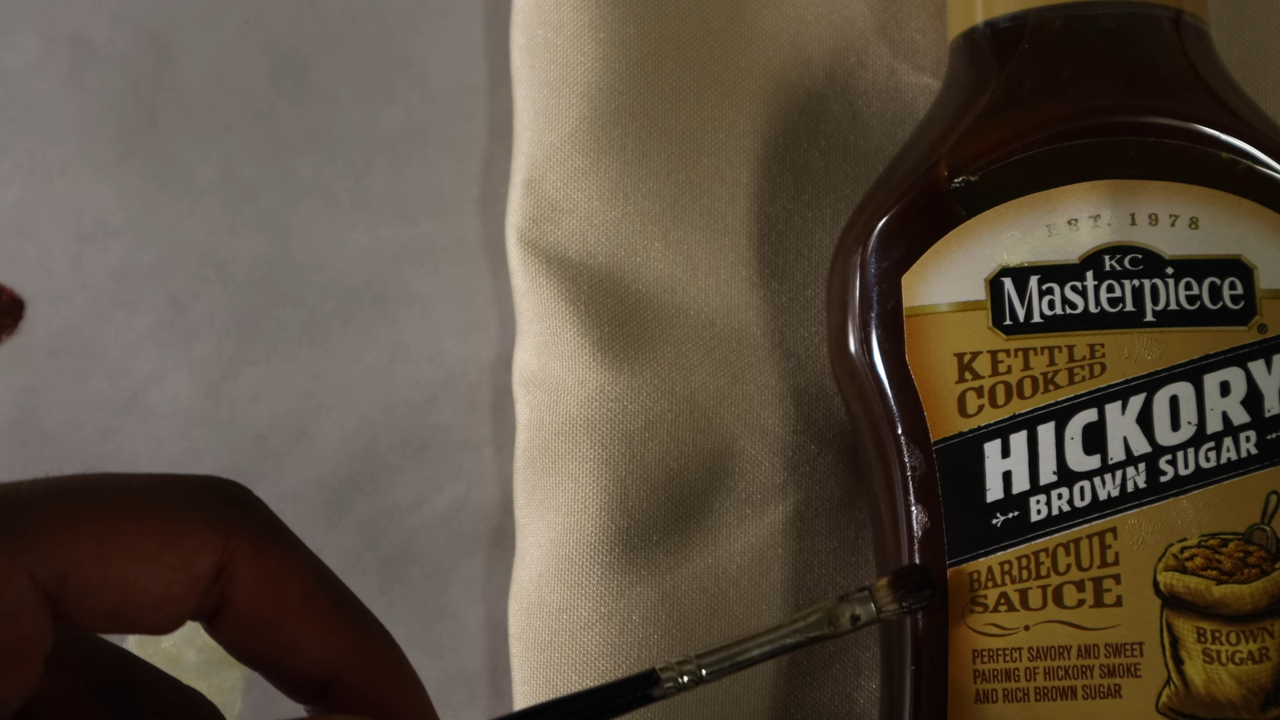 EST. 1978
KC
Masterpiece
®
KETTLE
COOKED
HICKORY
BROWN SUGAR
BARBECUE
SAUCE
PERFECT SAVORY AND SWEET
PAIRING OF HICKORY SMOKE
AND RICH BROWN SUGAR
BROWN
SUGAR